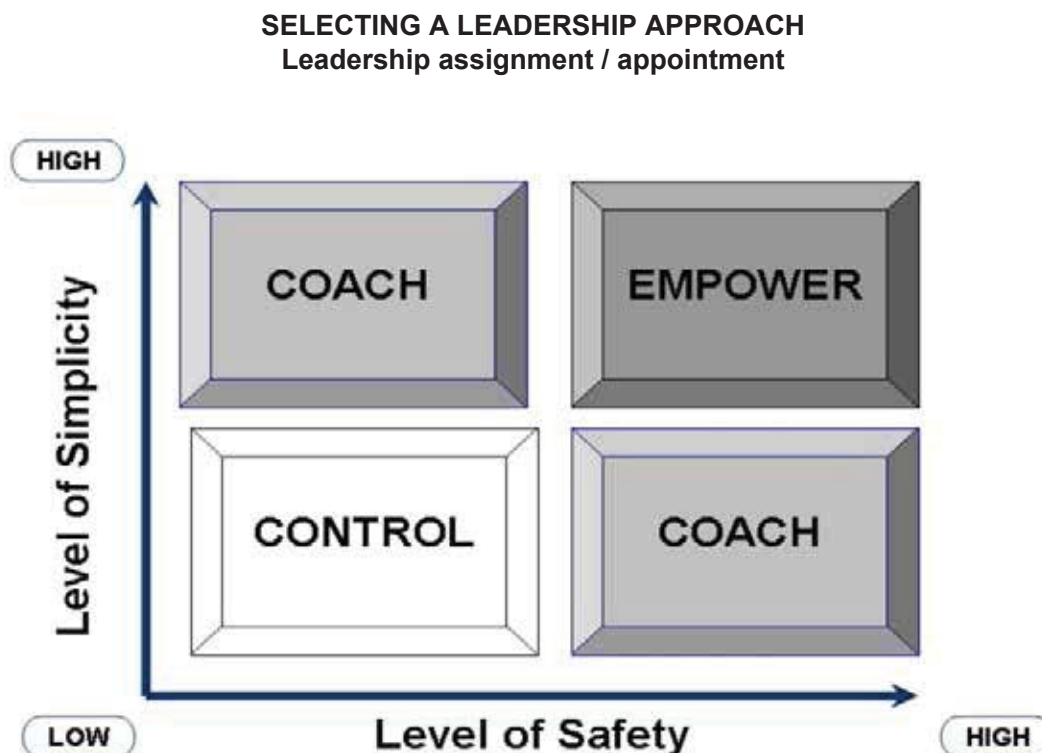 SELECTING A LEADERSHIP APPROACH
Leadership assignment / appointment
HIGH
Level of Simplicity
COACH
EMPOWER
CONTROL
COACH
LOW
Level of Safety
HIGH